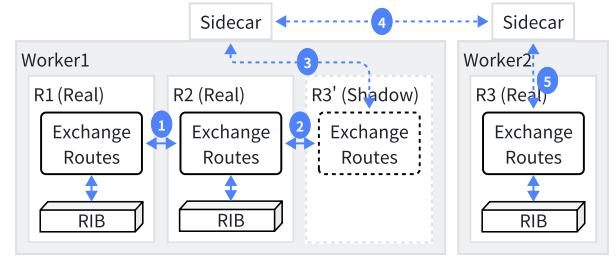 Sidecar
4
Sidecar
Worker1
3
Worker2
5
R1 (Real)
R2 (Real)
R3' (Shadow)
R3 (Real)
Exchange
Routes
1
Exchange
Routes
2
Exchange
Routes
Exchange
Routes
RIB
RIB
RIB